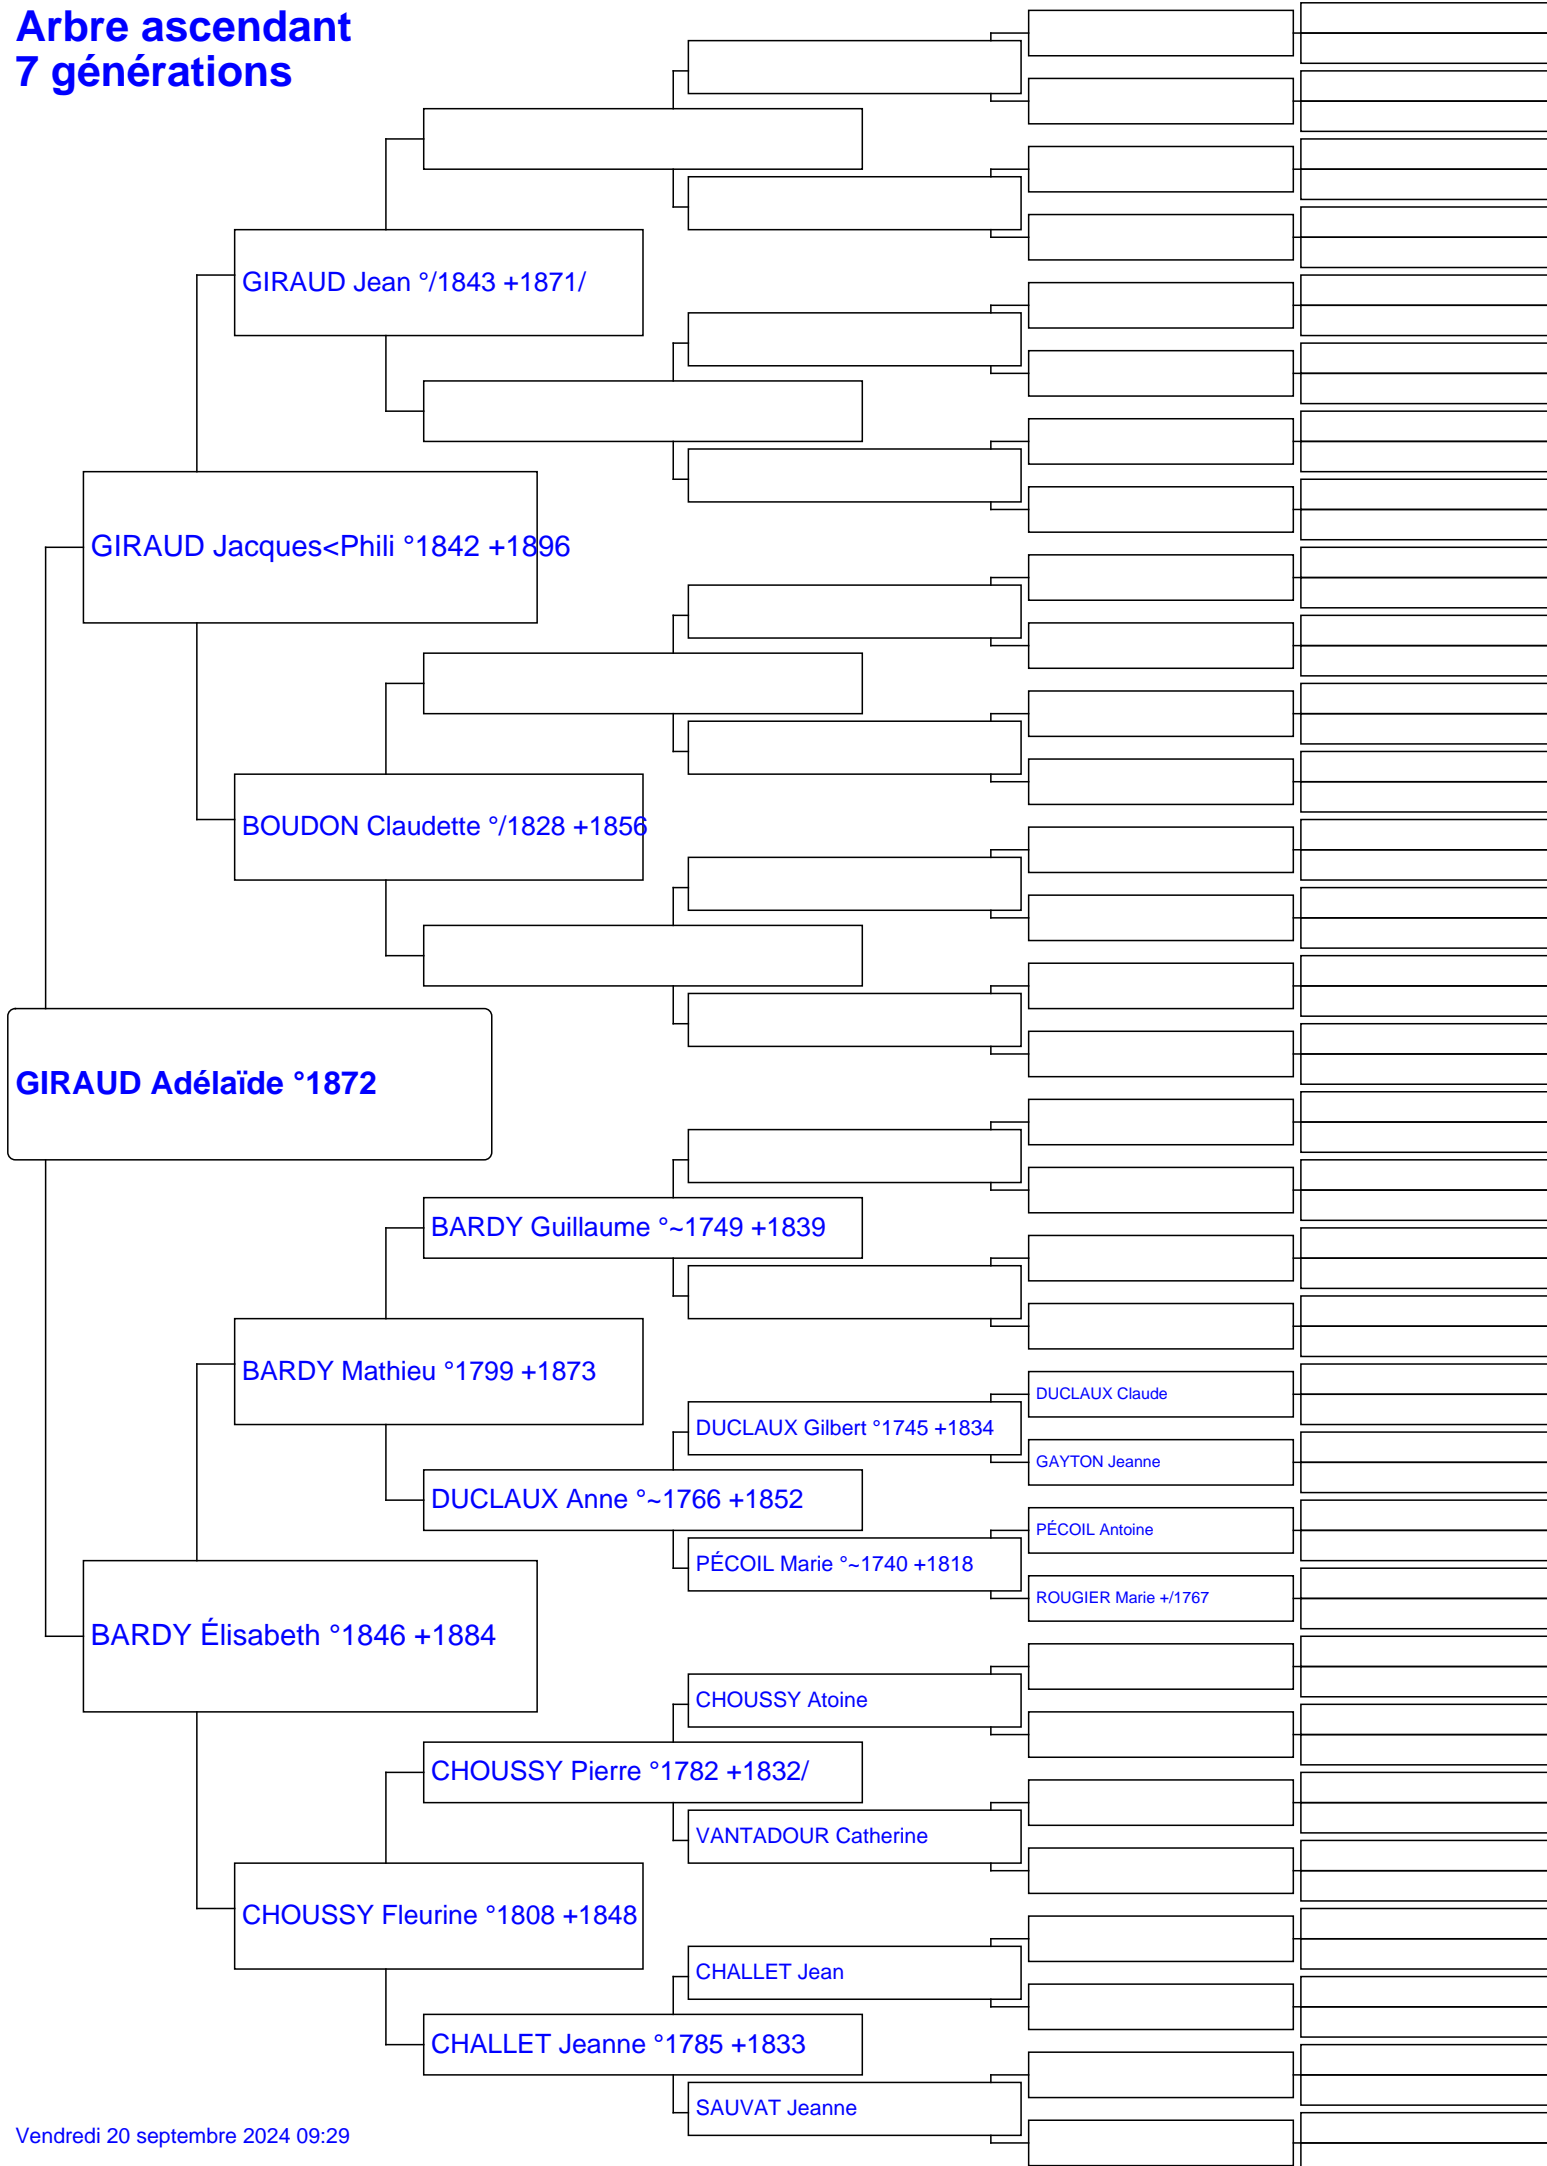 Arbre ascendant
7 générations
GIRAUD Jean °/1843 +1871/
GIRAUD Jacques<Phili °1842 +1896
BOUDON Claudette °/1828 +1856
GIRAUD Adélaïde °1872
BARDY Guillaume °~1749 +1839
BARDY Mathieu °1799 +1873
DUCLAUX Claude
DUCLAUX Gilbert °1745 +1834
GAYTON Jeanne
DUCLAUX Anne °~1766 +1852
PÉCOIL Antoine
PÉCOIL Marie °~1740 +1818
ROUGIER Marie +/1767
BARDY Élisabeth °1846 +1884
CHOUSSY Atoine
CHOUSSY Pierre °1782 +1832/
VANTADOUR Catherine
CHOUSSY Fleurine °1808 +1848
CHALLET Jean
CHALLET Jeanne °1785 +1833
SAUVAT Jeanne
Vendredi 20 septembre 2024 09:29